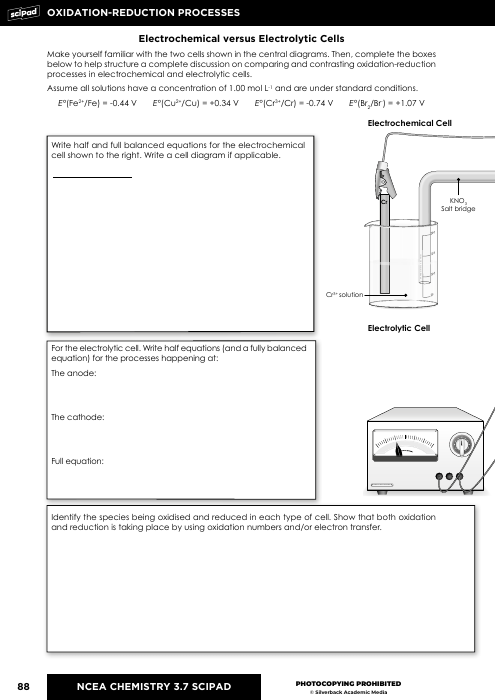 scipad OXIDATION-REDUCTION PROCESSES
Electrochemical versus Electrolytic Cells
Make yourself familiar with the two cells shown in the central diagrams. Then, complete the boxes
below to help structure a complete discussion on comparing and contrasting oxidation-reduction
processes in electrochemical and electrolytic cells.
Assume all solutions have a concentration of 1.00 mol L⁻¹ and are under standard conditions.
E°(Fe²⁺/Fe) = -0.44 V E°(Cu²⁺/Cu) = +0.34 V E°(Cr³⁺/Cr) = -0.74 V E°(Br₂/Br⁻) = +1.07 V
Electrochemical Cell
Write half and full balanced equations for the electrochemical
cell shown to the right. Write a cell diagram if applicable.
Cr
KNO₃
Salt bridge
Cr³⁺ solution
Electrolytic Cell
For the electrolytic cell. Write half equations (and a fully balanced
equation) for the processes happening at:
The anode:
The cathode:
Full equation:
Identify the species being oxidised and reduced in each type of cell. Show that both oxidation
and reduction is taking place by using oxidation numbers and/or electron transfer.
88 NCEA CHEMISTRY 3.7 SCIPAD
PHOTOCOPYING PROHIBITED
© Silverback Academic Media